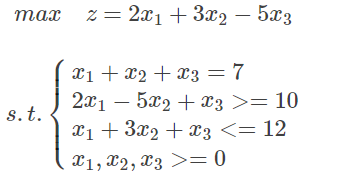 max z = 2x₁ + 3x₂ − 5x₃
s.t. { x₁ + x₂ + x₃ = 7
2x₁ − 5x₂ + x₃ >= 10
x₁ + 3x₂ + x₃ <= 12
x₁, x₂, x₃ >= 0